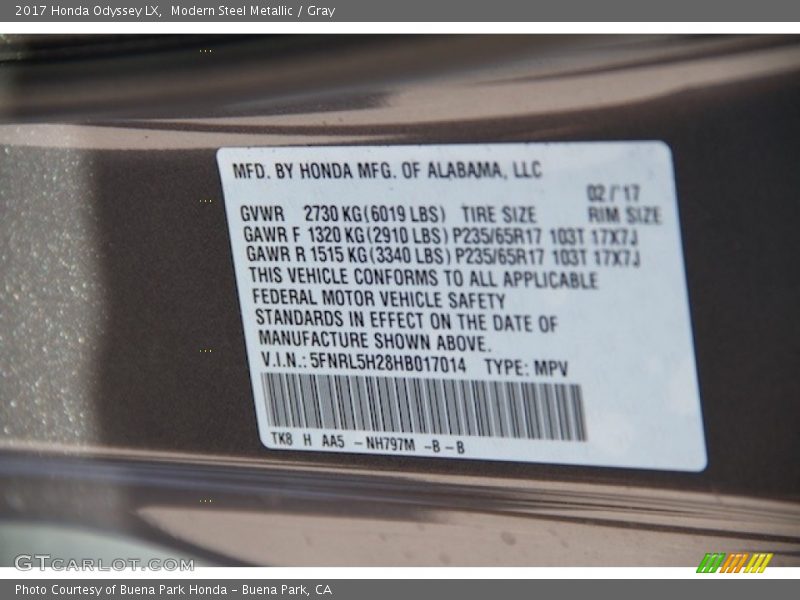 2017 Honda Odyssey LX, Modern Steel Metallic / Gray
MFD. BY HONDA MFG. OF ALABAMA, LLC
02/'17
GVWR 2730 KG(6019 LBS) TIRE SIZE RIM SIZE
GAWR F 1320 KG(2910 LBS) P235/65R17 103T 17X7J
GAWR R 1515 KG(3340 LBS) P235/65R17 103T 17X7J
THIS VEHICLE CONFORMS TO ALL APPLICABLE
FEDERAL MOTOR VEHICLE SAFETY
STANDARDS IN EFFECT ON THE DATE OF
MANUFACTURE SHOWN ABOVE.
V.I.N.: 5FNRL5H28HB017014 TYPE: MPV
TK8 H AA5 -NH797M -B-B
GTCARLOT.COM
Photo Courtesy of Buena Park Honda - Buena Park, CA